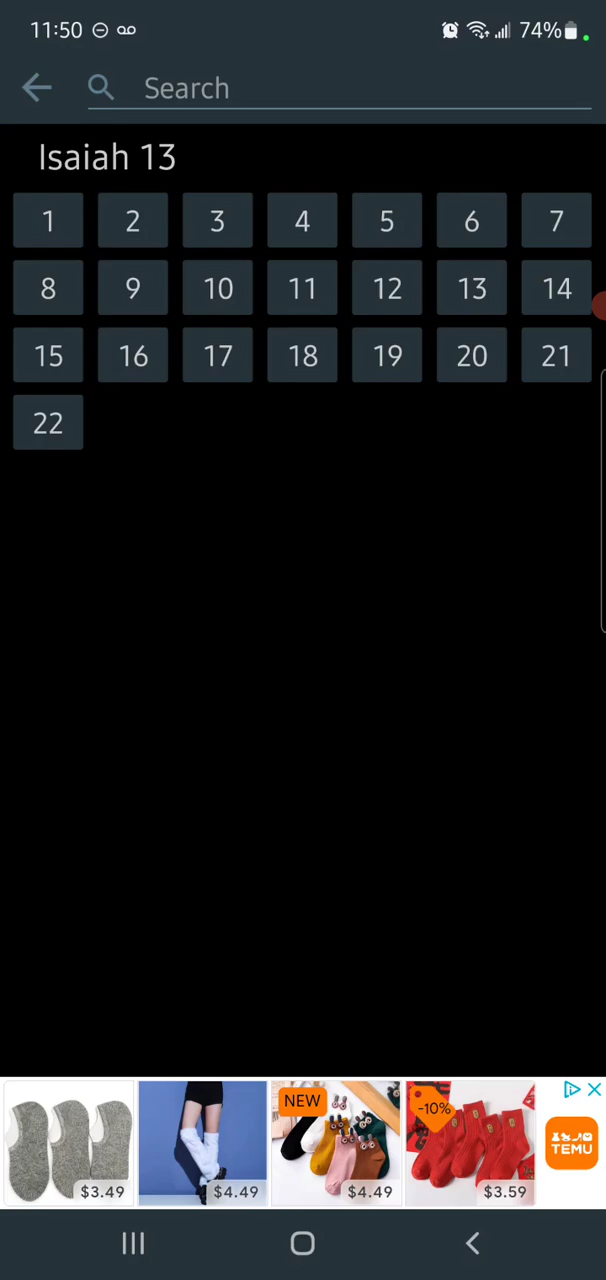 11:50 74%
Search
Isaiah 13
1 2 3 4 5 6 7
8 9 10 11 12 13 14
15 16 17 18 19 20 21
22
NEW
-10%
TEMU
$3.49 $4.49 $4.49 $3.59